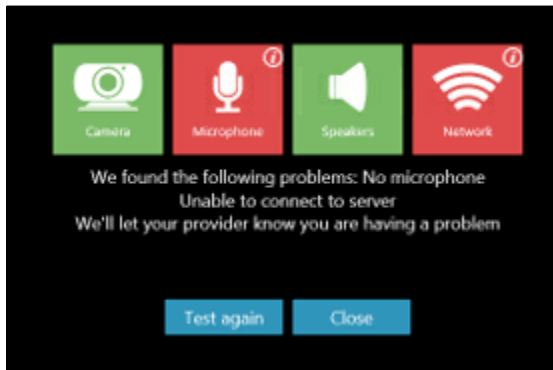 Camera
Microphone
Speakers
Network
We found the following problems: No microphone
Unable to connect to server
We'll let your provider know you are having a problem
Test again
Close